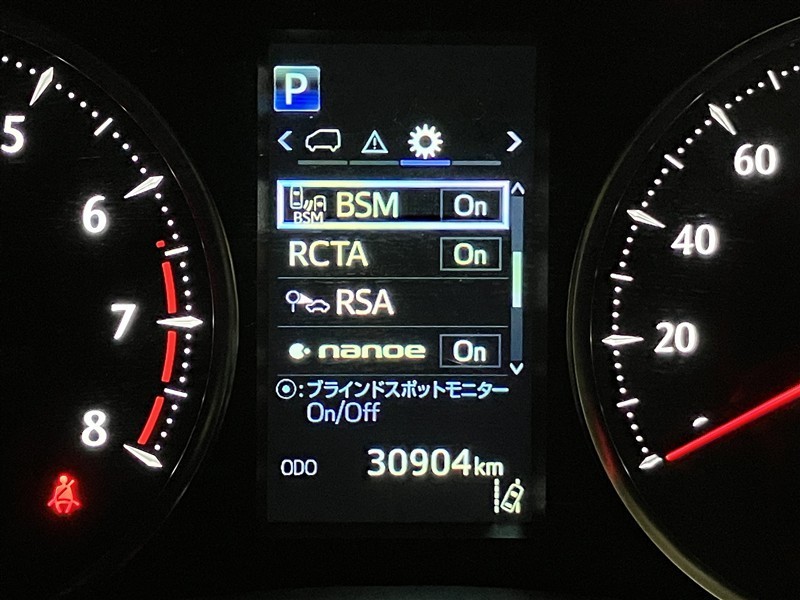 P
BSM BSM On
RCTA On
RSA
nanoe On
:ブラインドスポットモニター
On/Off
ODO 30904km
5
6
7
8
60
40
20